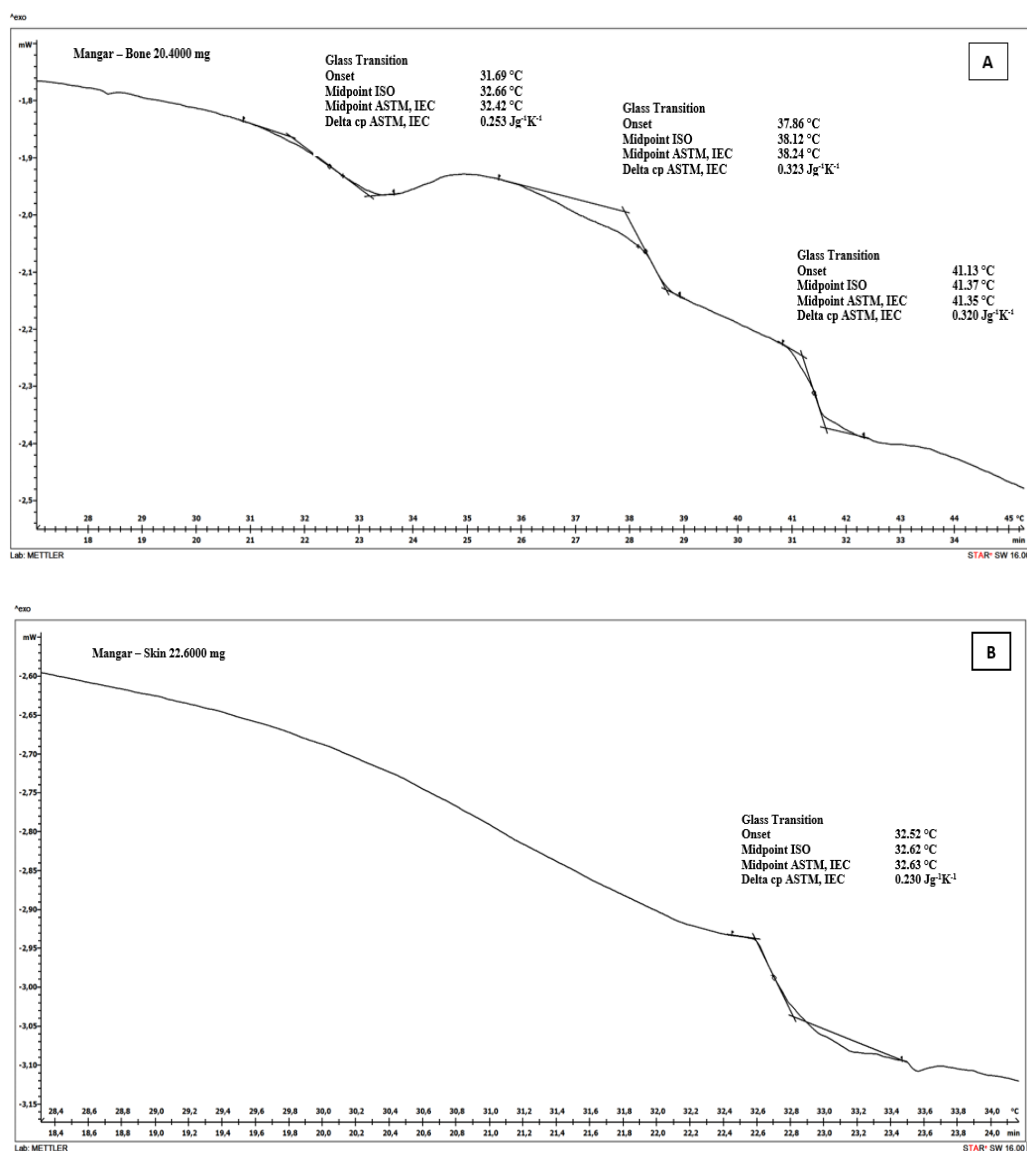 ^exo
mW
Mangar – Bone 20.4000 mg
A
Glass Transition
Onset 31.69 °C
Midpoint ISO 32.66 °C
Midpoint ASTM, IEC 32.42 °C
Delta cp ASTM, IEC 0.253 Jg⁻¹K⁻¹
Glass Transition
Onset 37.86 °C
Midpoint ISO 38.12 °C
Midpoint ASTM, IEC 38.24 °C
Delta cp ASTM, IEC 0.323 Jg⁻¹K⁻¹
Glass Transition
Onset 41.13 °C
Midpoint ISO 41.37 °C
Midpoint ASTM, IEC 41.35 °C
Delta cp ASTM, IEC 0.320 Jg⁻¹K⁻¹
-1,8
-1,9
-2,0
-2,1
-2,2
-2,3
-2,4
-2,5
28 29 30 31 32 33 34 35 36 37 38 39 40 41 42 43 44 45 °C
18 19 20 21 22 23 24 25 26 27 28 29 30 31 32 33 34 min
Lab: METTLER STARᵉ SW 16.00
^exo
mW
Mangar – Skin 22.6000 mg
B
Glass Transition
Onset 32.52 °C
Midpoint ISO 32.62 °C
Midpoint ASTM, IEC 32.63 °C
Delta cp ASTM, IEC 0.230 Jg⁻¹K⁻¹
-2,60
-2,65
-2,70
-2,75
-2,80
-2,85
-2,90
-2,95
-3,00
-3,05
-3,10
-3,15
28,4 28,6 28,8 29,0 29,2 29,4 29,6 29,8 30,0 30,2 30,4 30,6 30,8 31,0 31,2 31,4 31,6 31,8 32,0 32,2 32,4 32,6 32,8 33,0 33,2 33,4 33,6 33,8 34,0 °C
18,4 18,6 18,8 19,0 19,2 19,4 19,6 19,8 20,0 20,2 20,4 20,6 20,8 21,0 21,2 21,4 21,6 21,8 22,0 22,2 22,4 22,6 22,8 23,0 23,2 23,4 23,6 23,8 24,0 min
Lab: METTLER STARᵉ SW 16.00